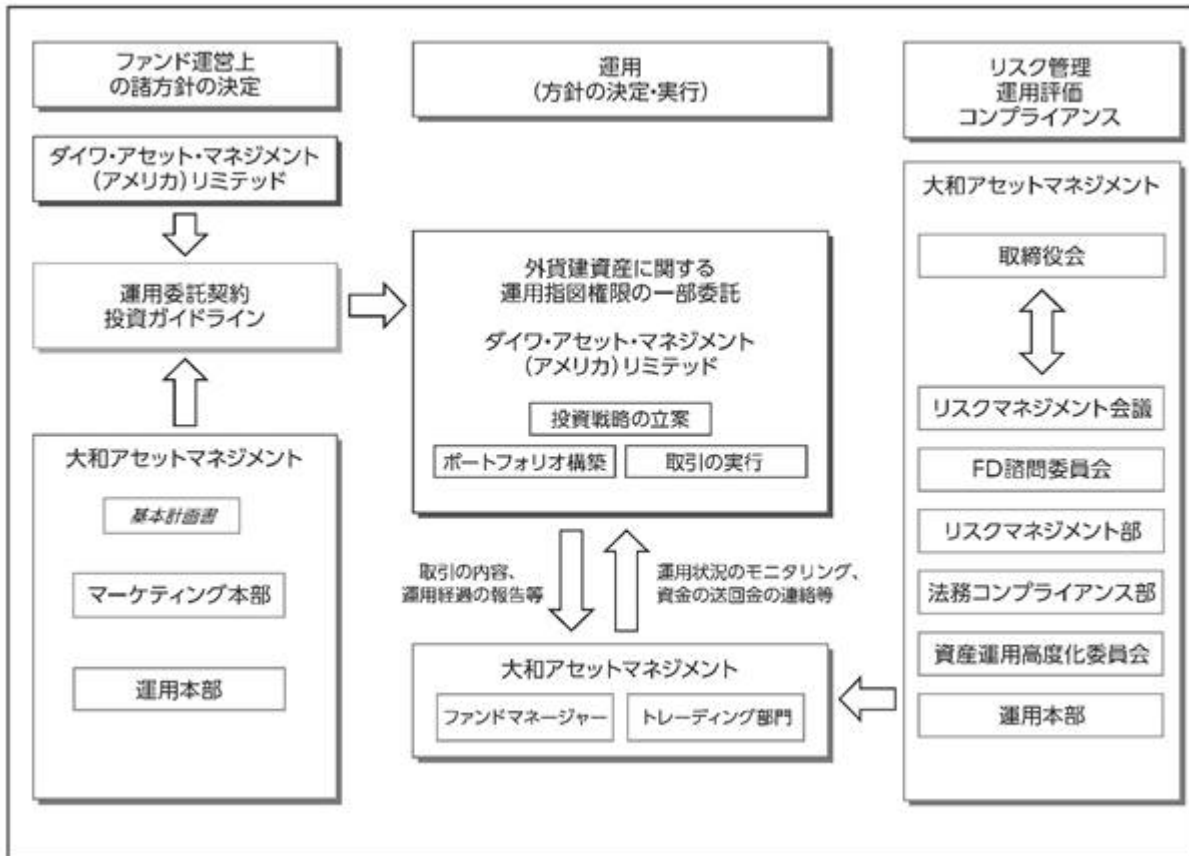 ファンド運営上
の諸方針の決定
ダイワ・アセット・マネジメント
(アメリカ)リミテッド
運用委託契約
投資ガイドライン
大和アセットマネジメント
基本計画書
マーケティング本部
運用本部
運用
(方針の決定・実行)
外貨建資産に関する
運用指図権限の一部委託
ダイワ・アセット・マネジメント
(アメリカ)リミテッド
投資戦略の立案
ポートフォリオ構築
取引の実行
取引の内容、
運用経過の報告等
運用状況のモニタリング、
資金の送回金の連絡等
大和アセットマネジメント
ファンドマネージャー
トレーディング部門
リスク管理
運用評価
コンプライアンス
大和アセットマネジメント
取締役会
リスクマネジメント会議
FD諮問委員会
リスクマネジメント部
法務コンプライアンス部
資産運用高度化委員会
運用本部